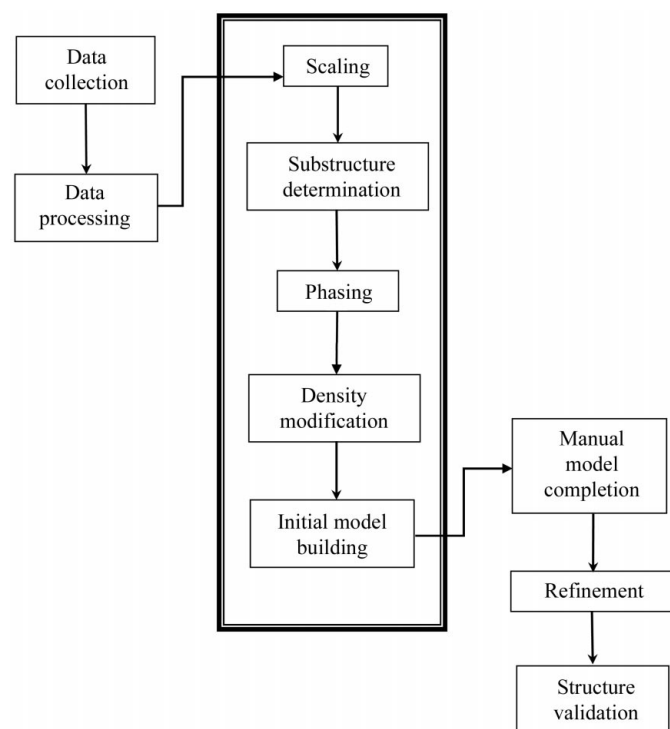 Data
collection
Data
processing
Scaling
Substructure
determination
Phasing
Density
modification
Initial model
building
Manual
model
completion
Refinement
Structure
validation